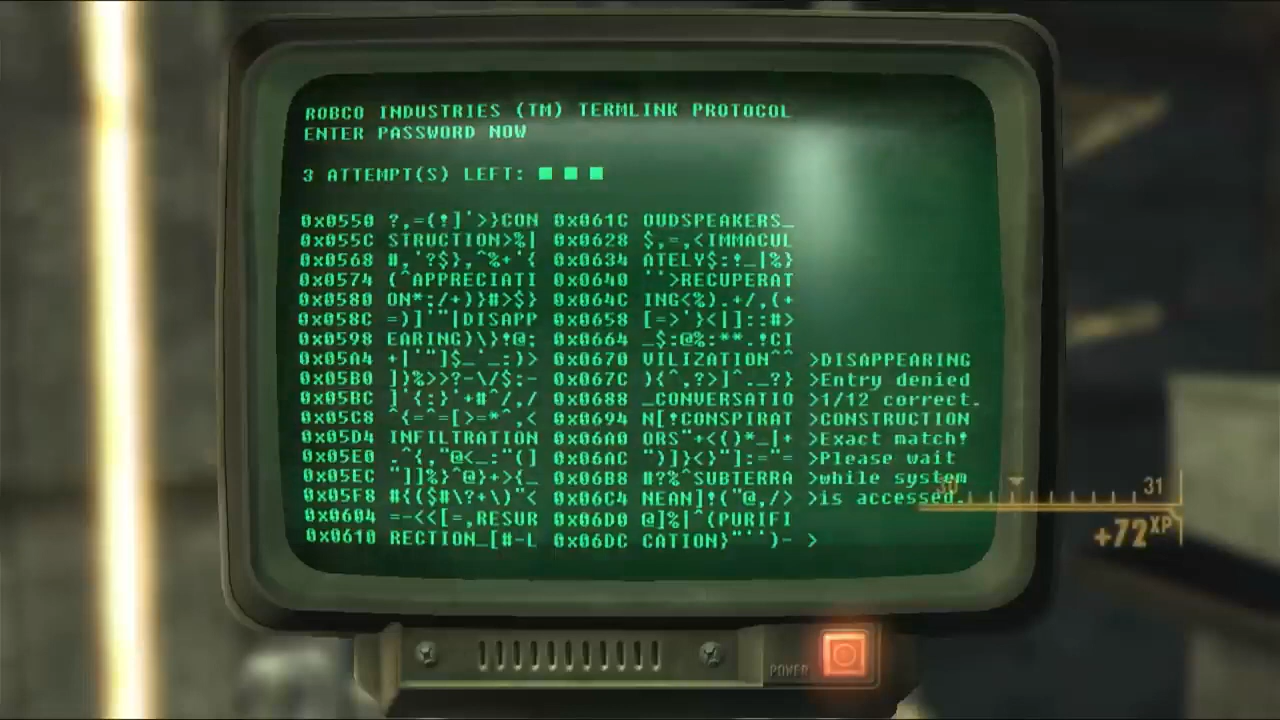 ROBCO INDUSTRIES (TM) TERMLINK PROTOCOL
ENTER PASSWORD NOW
3 ATTEMPT(S) LEFT: ■ ■ ■
0x0550 ?,=(!]'>}CON 0x061C OUDSPEAKERS_
0x055C STRUCTION>%| 0x0628 $,=,<IMMACUL
0x0568 #,'?$},^%+'{ 0x0634 ATELY$:!_|%}
0x0574 (^APPRECIATI 0x0640 ''>RECUPERAT
0x0580 ON*:/+)}#>$} 0x064C ING<%).+/,(+
0x058C =)]'"|DISAPP 0x0658 [=>'}<|]::#>
0x0598 EARING)\}!@: 0x0664 _$:@%:**.!CI
0x05A4 +|'"]$_'_:)> 0x0670 VILIZATION^^ >DISAPPEARING
0x05B0 ]}%>>?-\/$:- 0x067C ){^,?>]^._?} >Entry denied
0x05BC ]'{:}'+#^/,/ 0x0688 _CONVERSATIO >1/12 correct.
0x05C8 ^{=^=[>=*^,< 0x0694 N[!CONSPIRAT >CONSTRUCTION
0x05D4 INFILTRATION 0x06A0 ORS"+<()*_|+ >Exact match!
0x05E0 .^{,"@<_:"(] 0x06AC ")]}<}"]:="= >Please wait
0x05EC "]]%}^@}+>{_ 0x06B8 #?%^SUBTERRA >while system
0x05F8 #{($#\?+\)"< 0x06C4 NEAN]!("@,/> >is accessed.
0x0604 =-<<[=,RESUR 0x06D0 @]%|^(PURIFI
0x0610 RECTION_[#-L 0x06DC CATION}"'')- >
30 31
+72XP
POWER